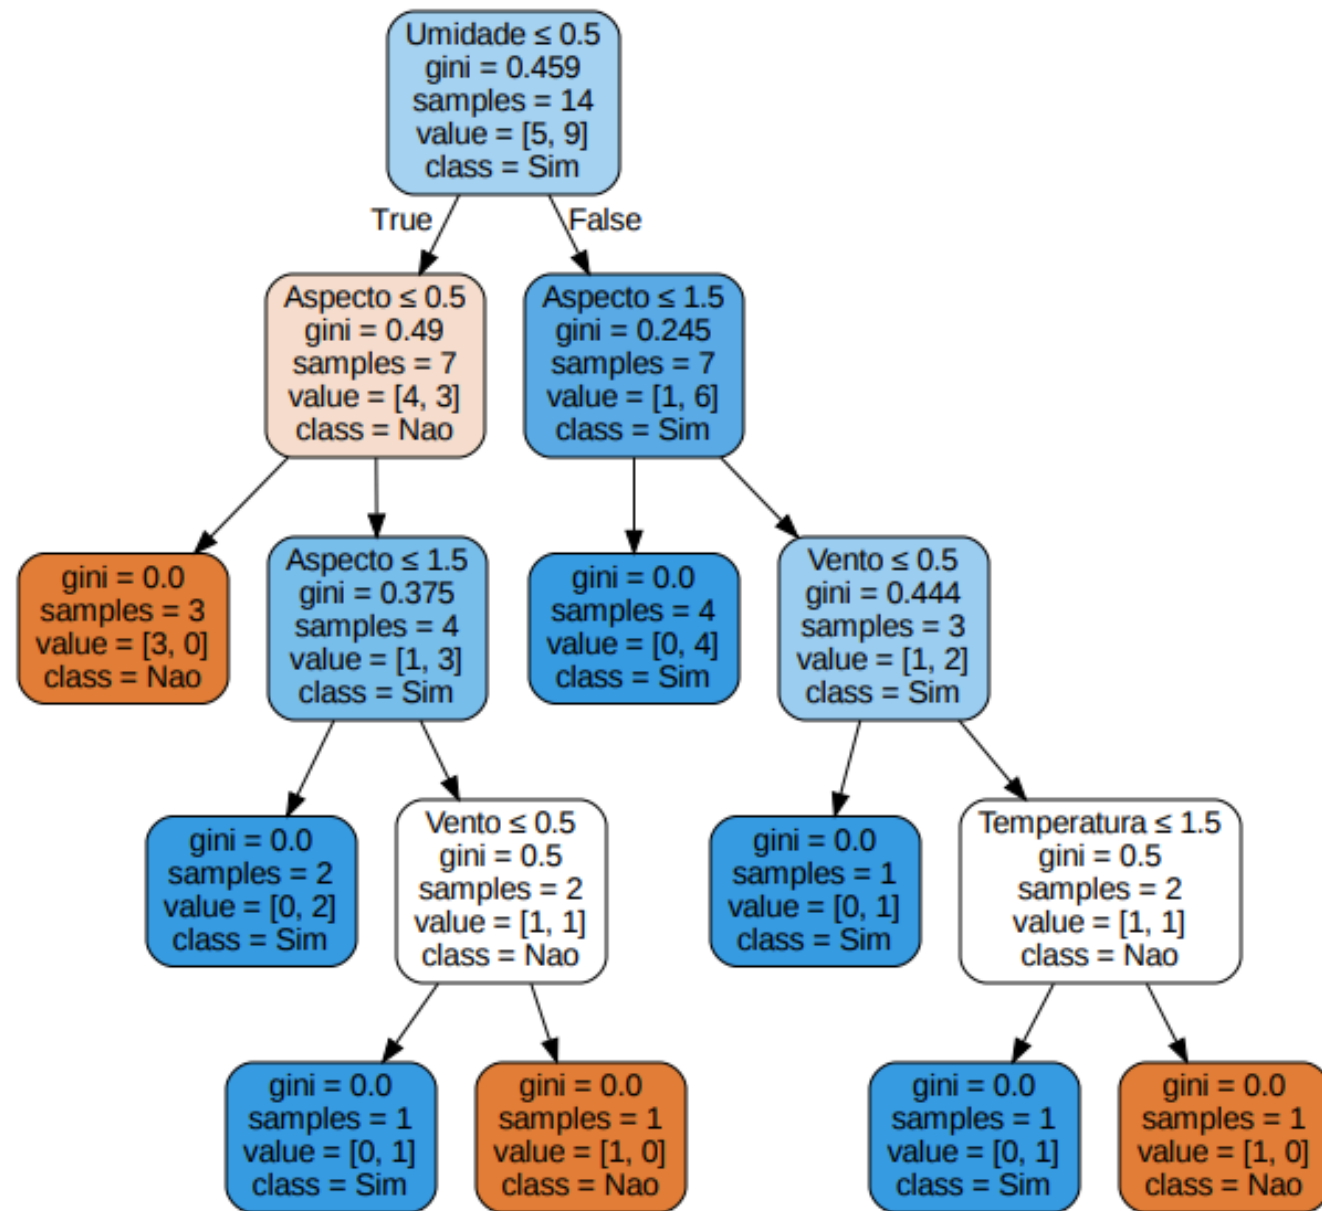 Umidade ≤ 0.5
gini = 0.459
samples = 14
value = [5, 9]
class = Sim
True
False
Aspecto ≤ 0.5
gini = 0.49
samples = 7
value = [4, 3]
class = Nao
Aspecto ≤ 1.5
gini = 0.245
samples = 7
value = [1, 6]
class = Sim
gini = 0.0
samples = 3
value = [3, 0]
class = Nao
Aspecto ≤ 1.5
gini = 0.375
samples = 4
value = [1, 3]
class = Sim
gini = 0.0
samples = 4
value = [0, 4]
class = Sim
Vento ≤ 0.5
gini = 0.444
samples = 3
value = [1, 2]
class = Sim
gini = 0.0
samples = 2
value = [0, 2]
class = Sim
Vento ≤ 0.5
gini = 0.5
samples = 2
value = [1, 1]
class = Nao
gini = 0.0
samples = 1
value = [0, 1]
class = Sim
Temperatura ≤ 1.5
gini = 0.5
samples = 2
value = [1, 1]
class = Nao
gini = 0.0
samples = 1
value = [0, 1]
class = Sim
gini = 0.0
samples = 1
value = [1, 0]
class = Nao
gini = 0.0
samples = 1
value = [0, 1]
class = Sim
gini = 0.0
samples = 1
value = [1, 0]
class = Nao